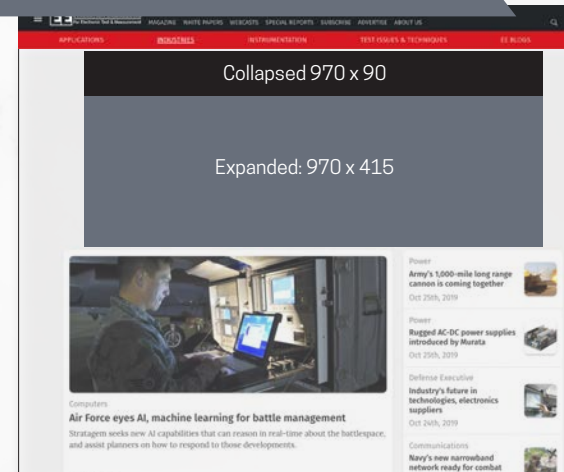 EE
for Electronic Test & Measurement
MAGAZINE WHITE PAPERS WEBCASTS SPECIAL REPORTS SUBSCRIBE ADVERTISE ABOUT US
APPLICATIONS INDUSTRIES INSTRUMENTATION TEST ISSUES & TECHNIQUES EE BLOGS
Collapsed 970 x 90
Expanded: 970 x 415
Computers
Air Force eyes AI, machine learning for battle management
Stratagem seeks new AI capabilities that can reason in real-time about the battlespace,
and assist planners on how to respond to those developments.
Power
Army's 1,000-mile long range
cannon is coming together
Oct 25th, 2019
Power
Rugged AC-DC power supplies
introduced by Murata
Oct 25th, 2019
Defense Executive
Industry's future in
technologies, electronics
suppliers
Oct 24th, 2019
Communications
Navy's new narrowband
network ready for combat